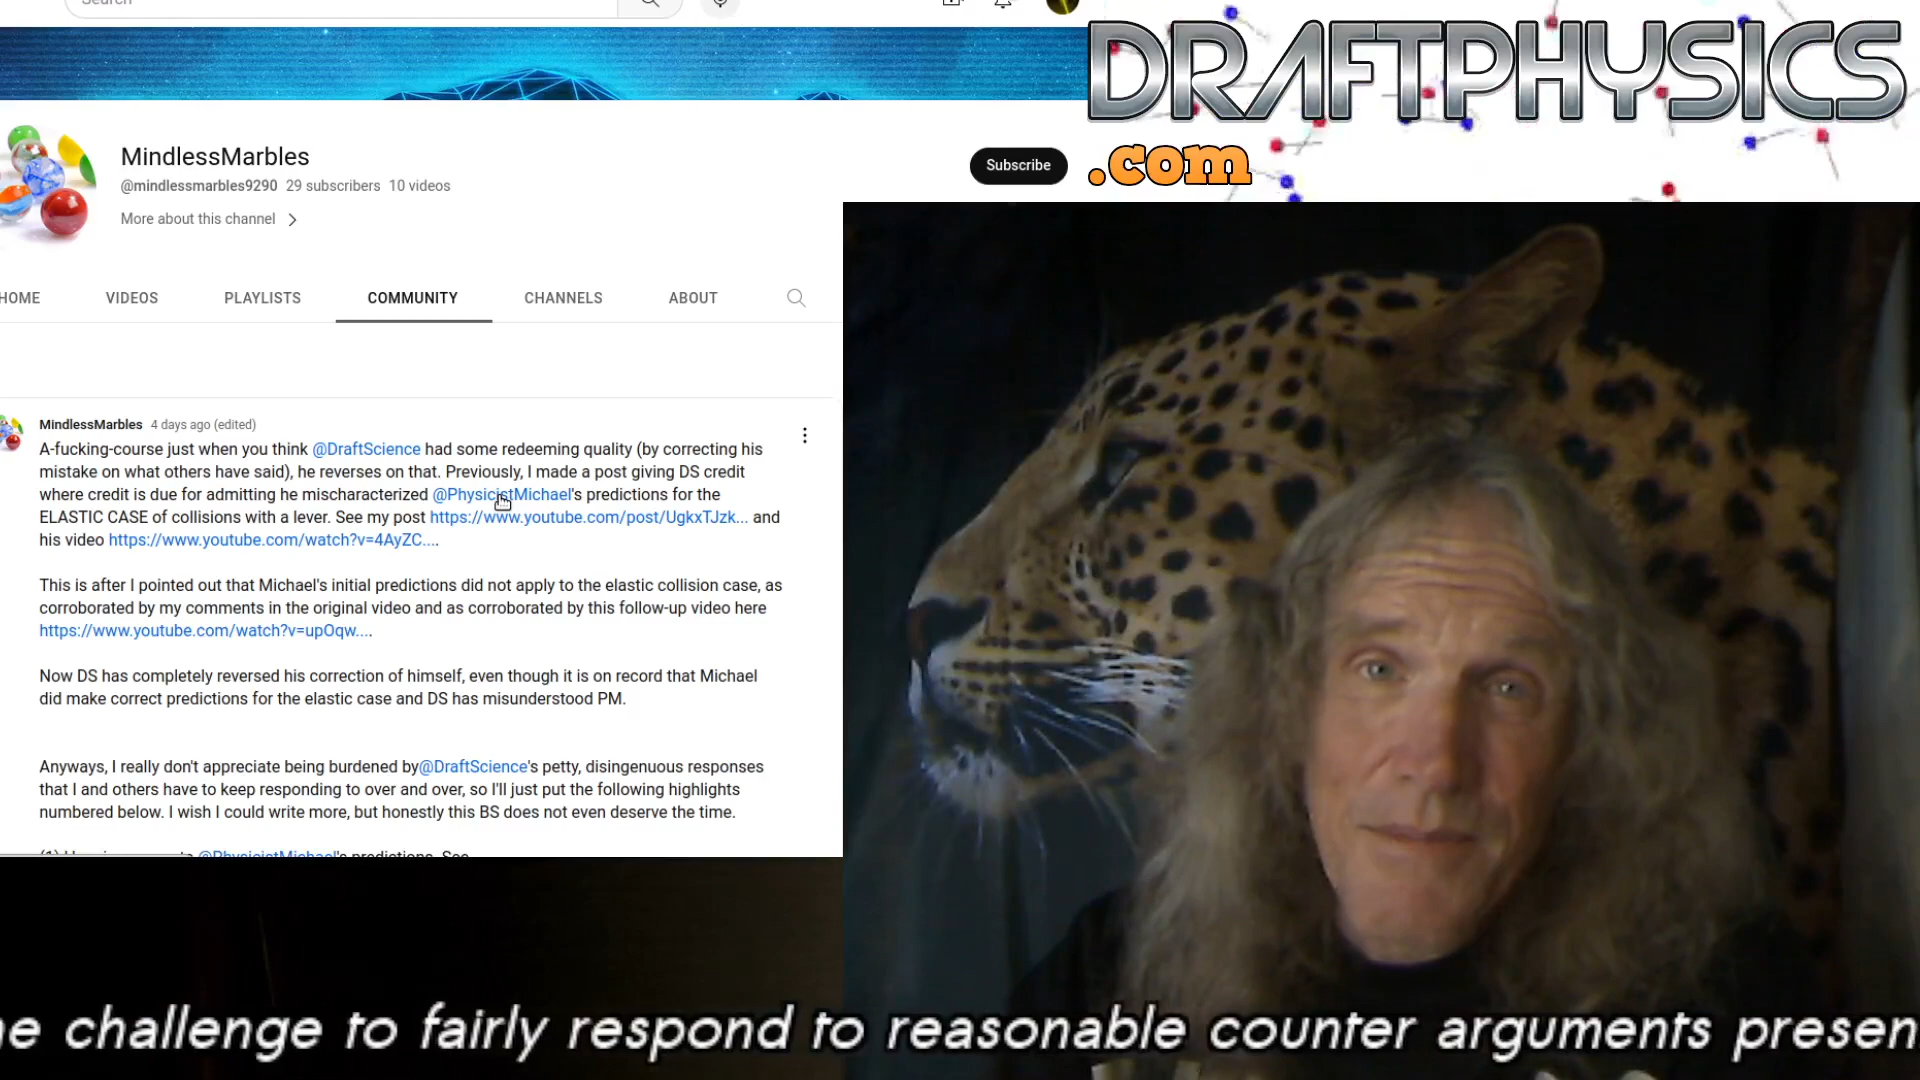 Search
DRAFTPHYSICS
.com
MindlessMarbles
@mindlessmarbles9290 29 subscribers 10 videos
More about this channel
Subscribe
HOME VIDEOS PLAYLISTS COMMUNITY CHANNELS ABOUT
MindlessMarbles 4 days ago (edited)
A-fucking-course just when you think @DraftScience had some redeeming quality (by correcting his
mistake on what others have said), he reverses on that. Previously, I made a post giving DS credit
where credit is due for admitting he mischaracterized @PhysicistMichael's predictions for the
ELASTIC CASE of collisions with a lever. See my post https://www.youtube.com/post/UgkxTJzk... and
his video https://www.youtube.com/watch?v=4AyZC....
This is after I pointed out that Michael's initial predictions did not apply to the elastic collision case, as
corroborated by my comments in the original video and as corroborated by this follow-up video here
https://www.youtube.com/watch?v=upOqw....
Now DS has completely reversed his correction of himself, even though it is on record that Michael
did make correct predictions for the elastic case and DS has misunderstood PM.
Anyways, I really don't appreciate being burdened by@DraftScience's petty, disingenuous responses
that I and others have to keep responding to over and over, so I'll just put the following highlights
numbered below. I wish I could write more, but honestly this BS does not even deserve the time.
@PhysicistMichael's predictions. See
challenge to fairly respond to reasonable counter arguments presen